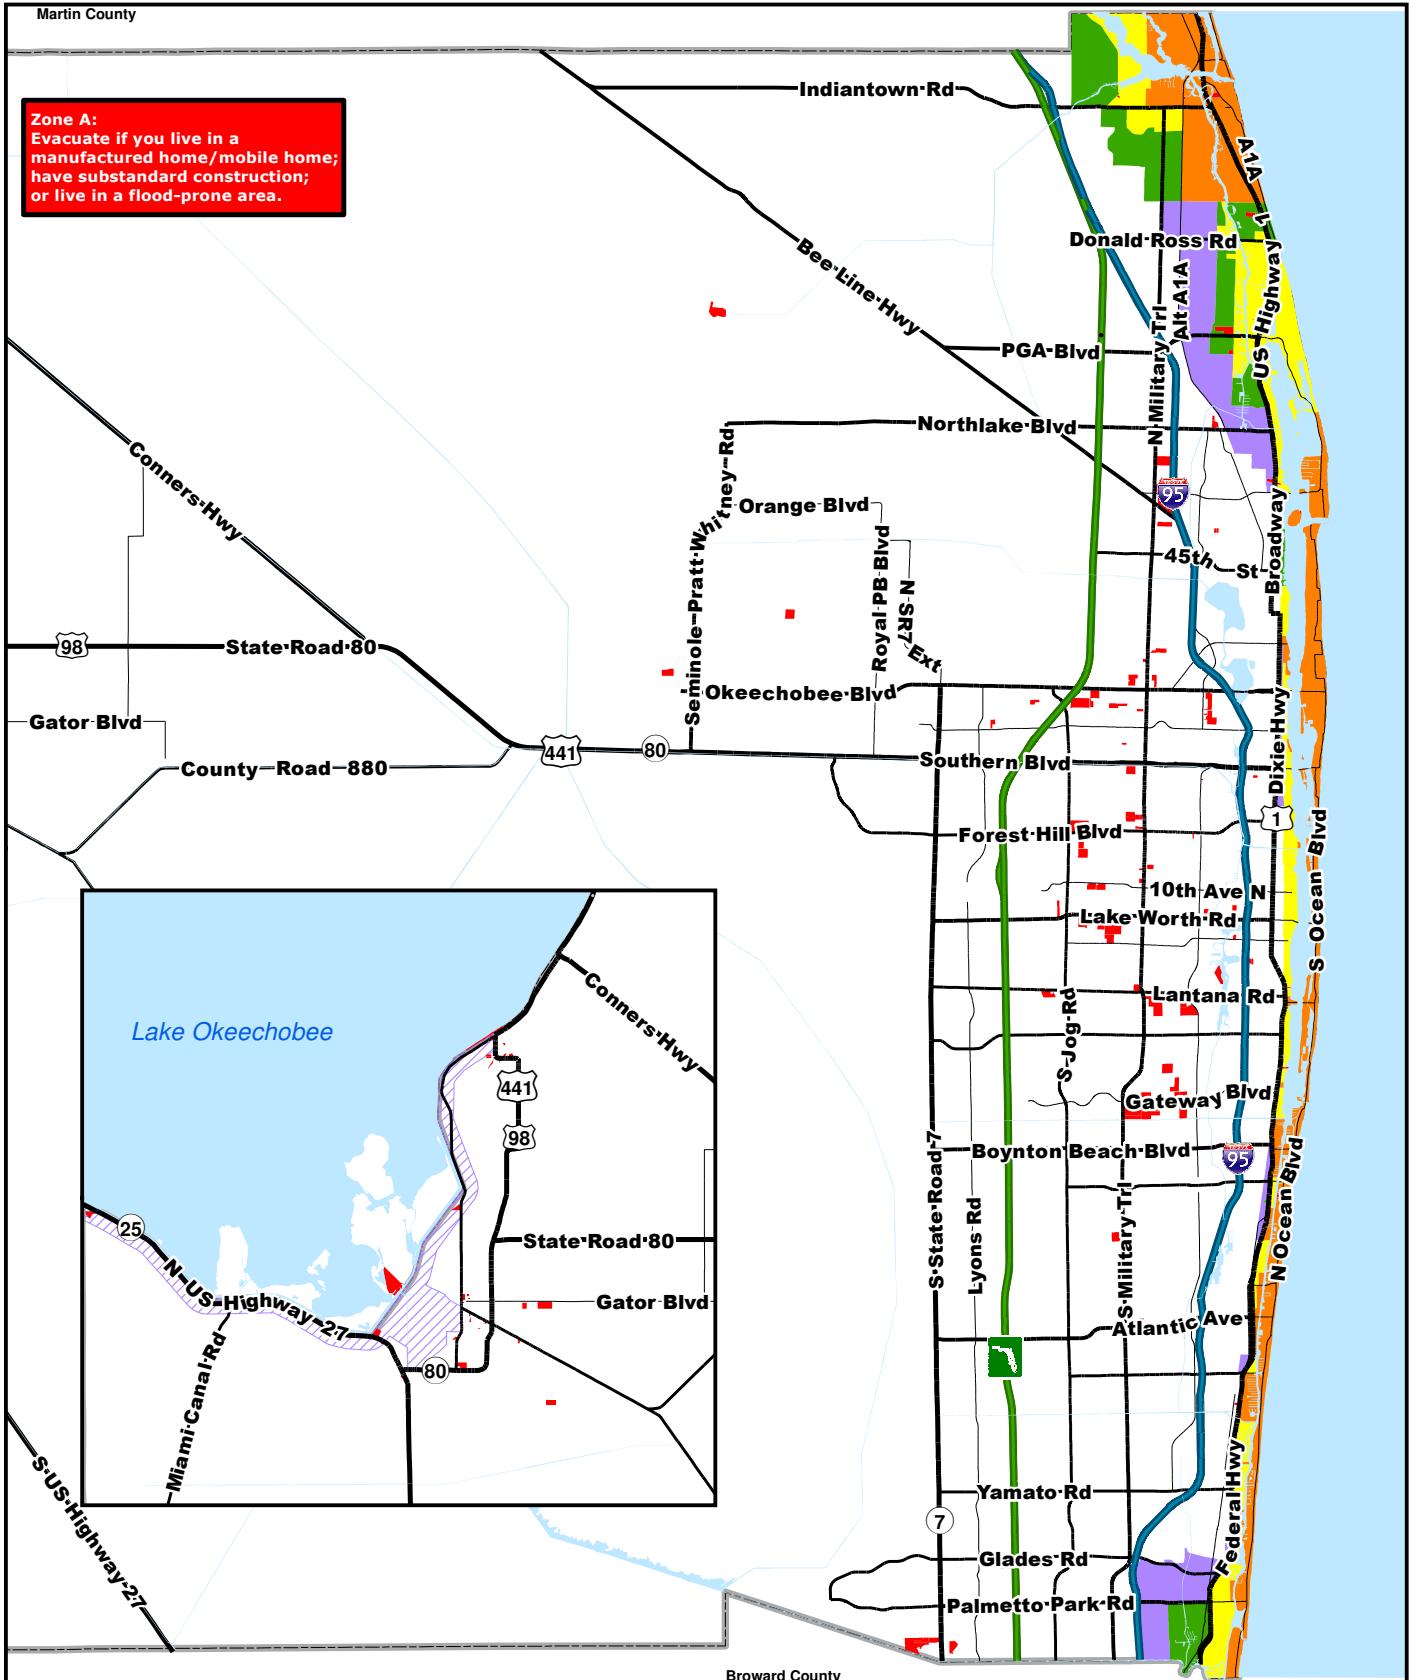 Martin County
Zone A:
Evacuate if you live in a
manufactured home/mobile home;
have substandard construction;
or live in a flood-prone area.
Indiantown Rd
A1A
1
Donald Ross Rd
Bee Line Hwy
Alt A1A
US Highway
N Military Trl
PGA Blvd
Northlake Blvd
Conners Hwy
Seminole Pratt Whitney Rd
Orange Blvd
95
Broadway
45th St
Royal PB Blvd
N SR7 Ext
98
State Road 80
Okeechobee Blvd
Gator Blvd
441
80
Southern Blvd
Dixie Hwy
County Road 880
1
Forest Hill Blvd
S Ocean Blvd
10th Ave N
Lake Worth Rd
Lantana Rd
S Jog Rd
Lake Okeechobee
Conners Hwy
441
98
Gateway Blvd
Boynton Beach Blvd
95
S State Road 7
Lyons Rd
S Military Trl
N Ocean Blvd
25
N US Highway 27
State Road 80
Gator Blvd
Miami Canal Rd
80
Atlantic Ave
S US Highway 27
Yamato Rd
Federal Hwy
7
Glades Rd
Palmetto Park Rd
Broward County